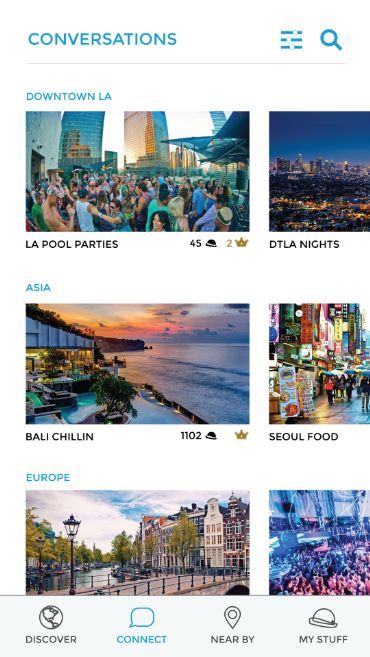 CONVERSATIONS
DOWNTOWN LA
LA POOL PARTIES 45 2 DTLA NIGHTS
ASIA
BALI CHILLIN 1102 SEOUL FOOD
EUROPE
DISCOVER CONNECT NEAR BY MY STUFF